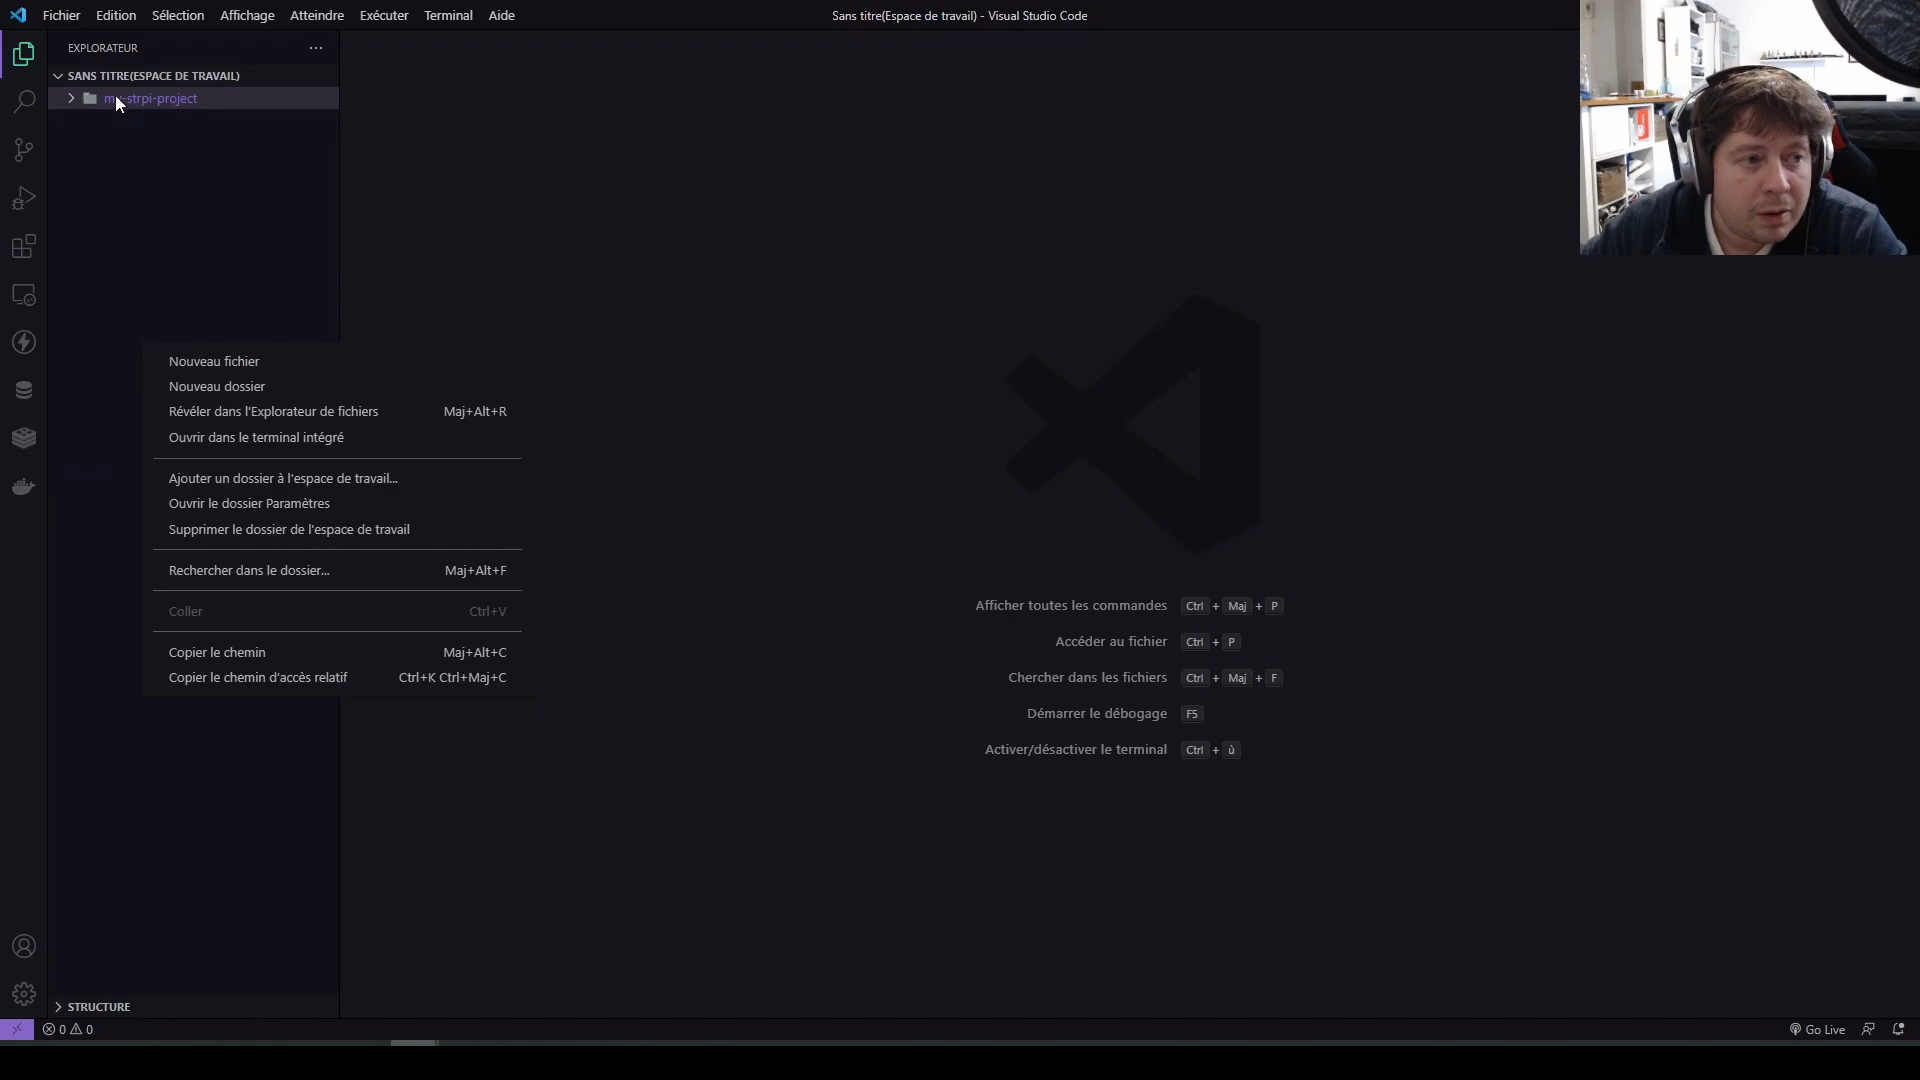 Fichier Edition Sélection Affichage Atteindre Exécuter Terminal Aide
Sans titre(Espace de travail) - Visual Studio Code
EXPLORATEUR
SANS TITRE(ESPACE DE TRAVAIL)
my-strpi-project
Nouveau fichier
Nouveau dossier
Révéler dans l'Explorateur de fichiers Maj+Alt+R
Ouvrir dans le terminal intégré
Ajouter un dossier à l'espace de travail...
Ouvrir le dossier Paramètres
Supprimer le dossier de l'espace de travail
Rechercher dans le dossier... Maj+Alt+F
Coller Ctrl+V
Copier le chemin Maj+Alt+C
Copier le chemin d'accès relatif Ctrl+K Ctrl+Maj+C
Afficher toutes les commandes Ctrl + Maj + P
Accéder au fichier Ctrl + P
Chercher dans les fichiers Ctrl + Maj + F
Démarrer le débogage F5
Activer/désactiver le terminal Ctrl + ù
STRUCTURE
0 0
Go Live